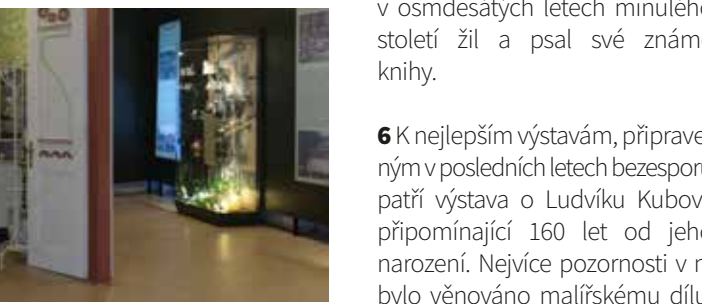 v osmdesátých letech minulého
století žil a psal své znám
knihy.
6 K nejlepším výstavám, připrave
ným v posledních letech bezesporu
patří výstava o Ludvíku Kubov
připomínající 160 let od jeh
narození. Nejvíce pozornosti v n
bylo věnováno malířskému dílu